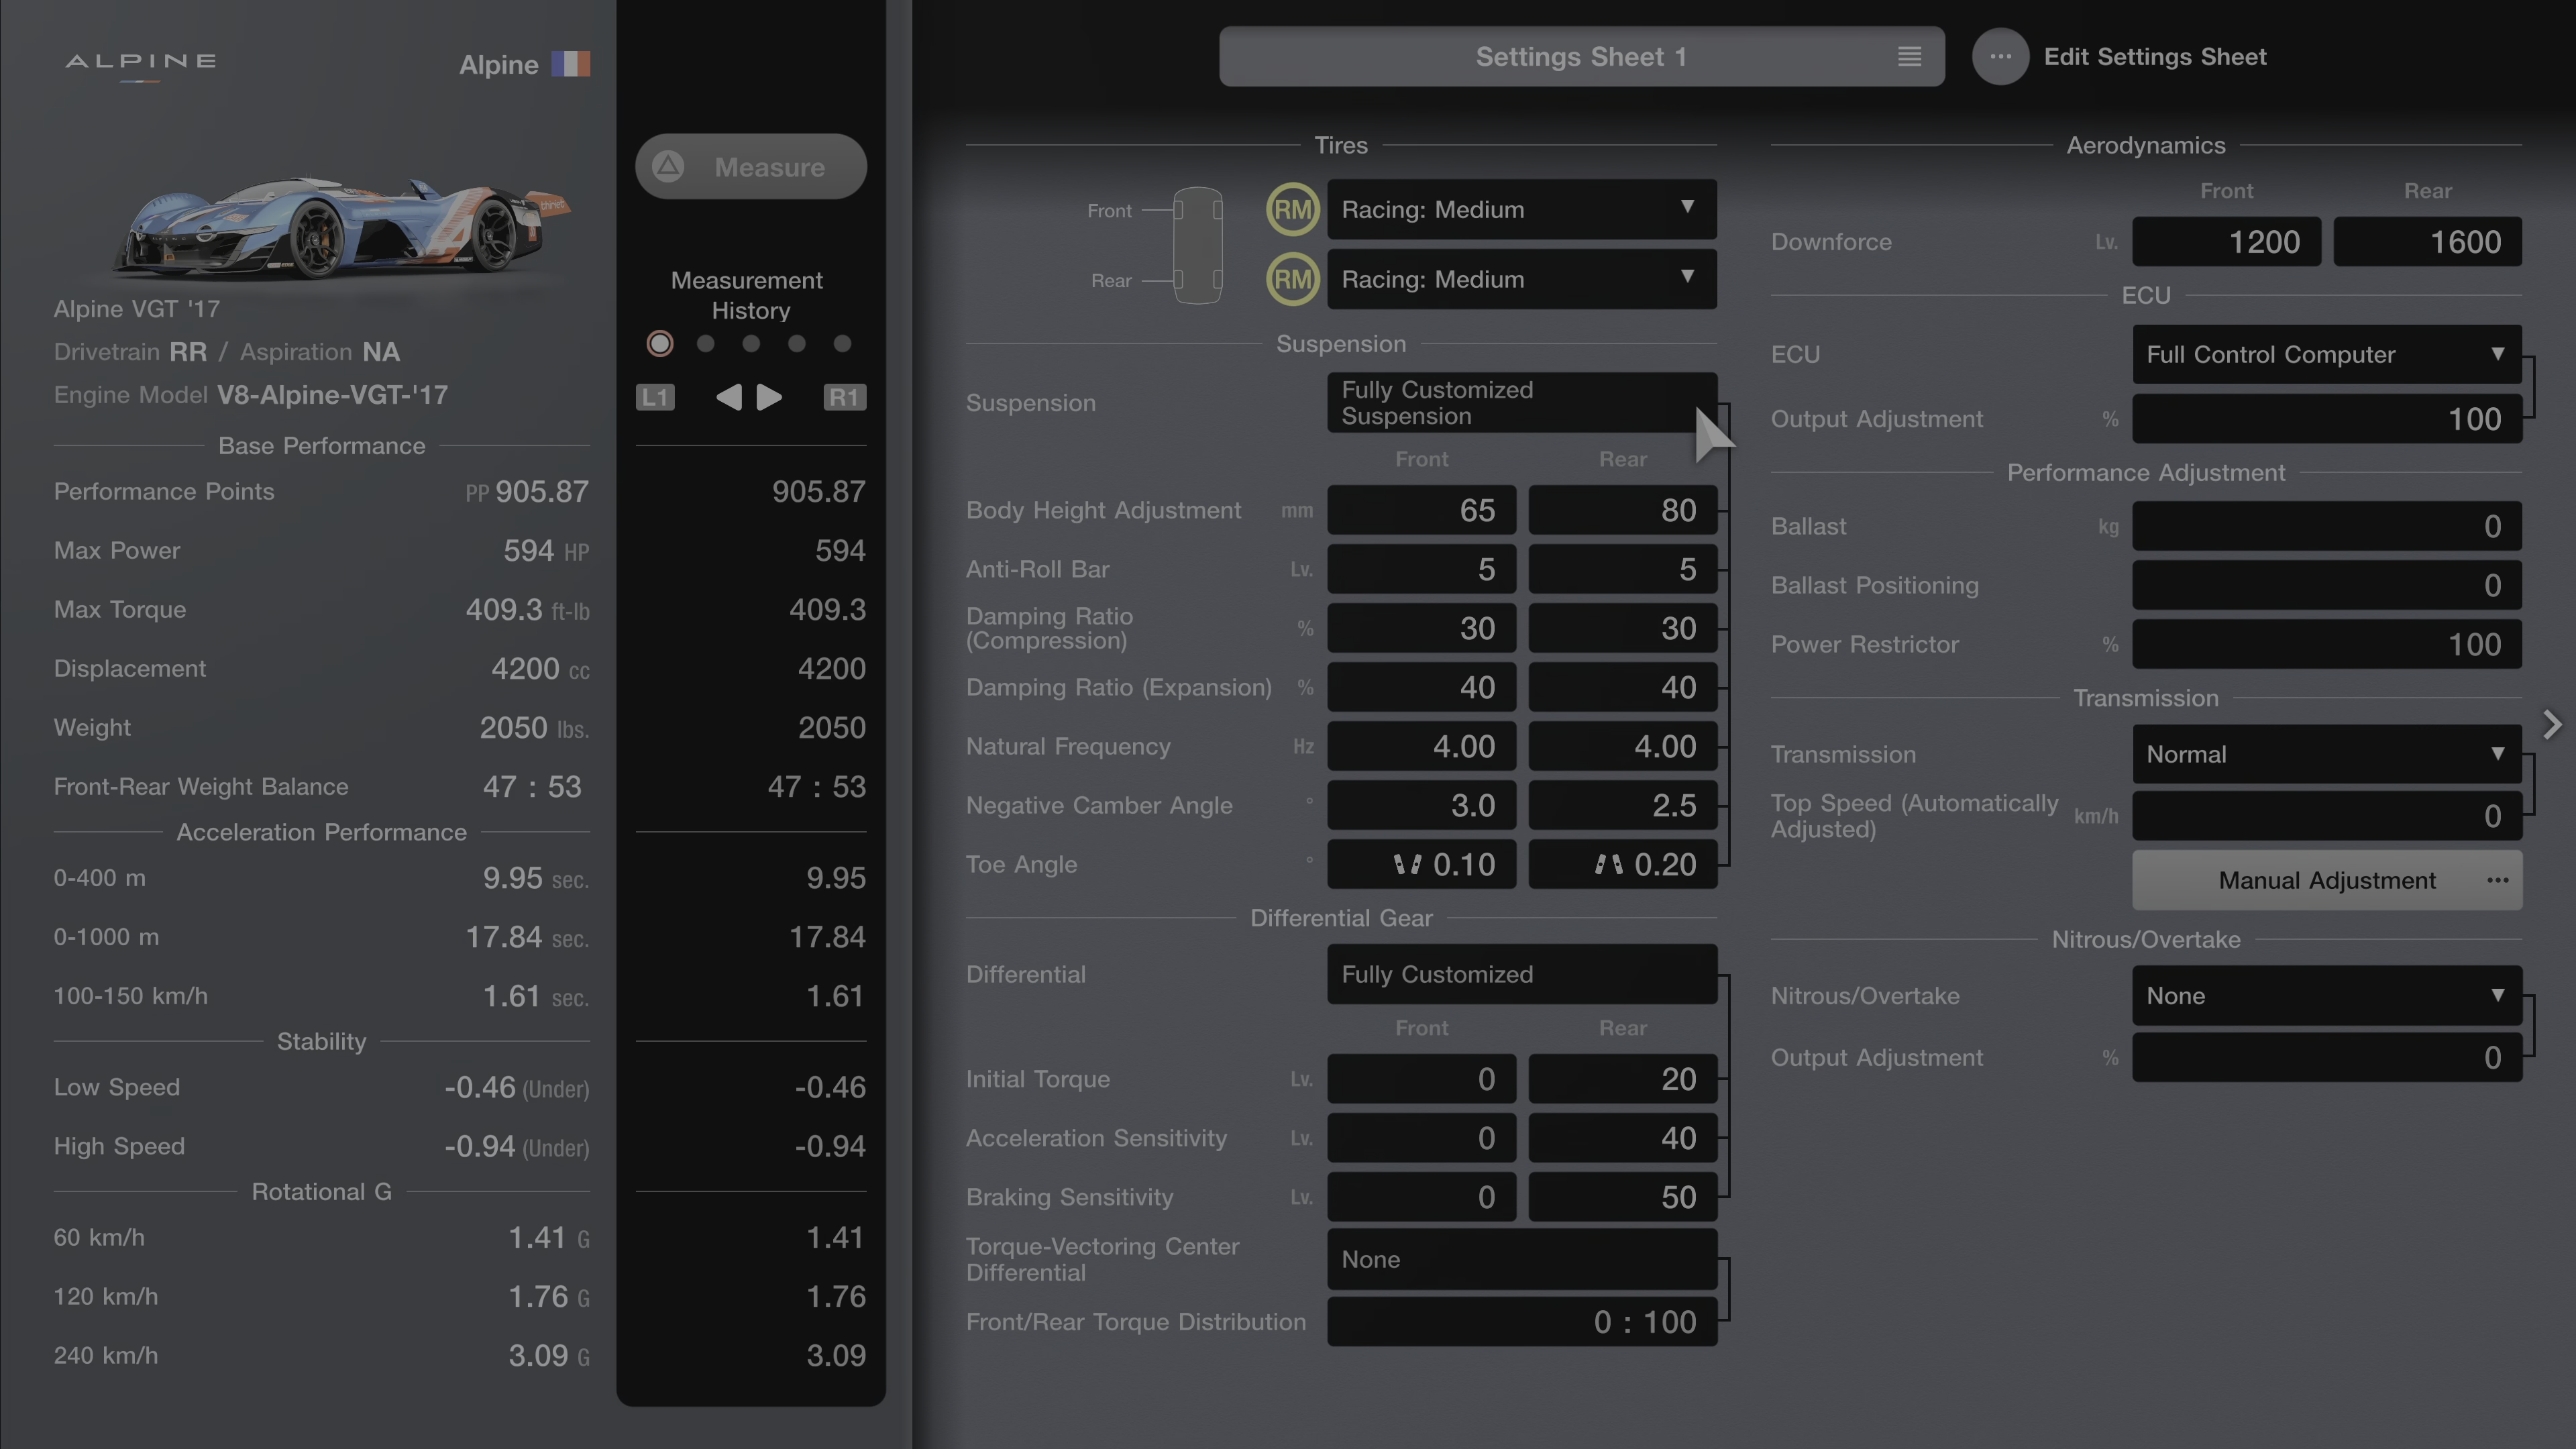 ALPINE
Alpine
Alpine VGT '17
Drivetrain RR / Aspiration NA
Engine Model V8-Alpine-VGT-'17
Base Performance
Performance Points PP 905.87
Max Power 594 HP
Max Torque 409.3 ft-lb
Displacement 4200 cc
Weight 2050 lbs.
Front-Rear Weight Balance 47 : 53
Acceleration Performance
0-400 m 9.95 sec.
0-1000 m 17.84 sec.
100-150 km/h 1.61 sec.
Stability
Low Speed -0.46 (Under)
High Speed -0.94 (Under)
Rotational G
60 km/h 1.41 G
120 km/h 1.76 G
240 km/h 3.09 G
Measure
Measurement
History
L1 R1
905.87
594
409.3
4200
2050
47 : 53
9.95
17.84
1.61
-0.46
-0.94
1.41
1.76
3.09
Settings Sheet 1
Edit Settings Sheet
Tires
Front RM Racing: Medium
Rear RM Racing: Medium
Suspension
Suspension Fully Customized
Suspension
Front Rear
Body Height Adjustment mm 65 80
Anti-Roll Bar Lv. 5 5
Damping Ratio
(Compression) % 30 30
Damping Ratio (Expansion) % 40 40
Natural Frequency Hz 4.00 4.00
Negative Camber Angle ° 3.0 2.5
Toe Angle ° 0.10 0.20
Differential Gear
Differential Fully Customized
Front Rear
Initial Torque Lv. 0 20
Acceleration Sensitivity Lv. 0 40
Braking Sensitivity Lv. 0 50
Torque-Vectoring Center
Differential None
Front/Rear Torque Distribution 0 : 100
Aerodynamics
Front Rear
Downforce Lv. 1200 1600
ECU
ECU Full Control Computer
Output Adjustment % 100
Performance Adjustment
Ballast kg 0
Ballast Positioning 0
Power Restrictor % 100
Transmission
Transmission Normal
Top Speed (Automatically
Adjusted) km/h 0
Manual Adjustment
Nitrous/Overtake
Nitrous/Overtake None
Output Adjustment % 0